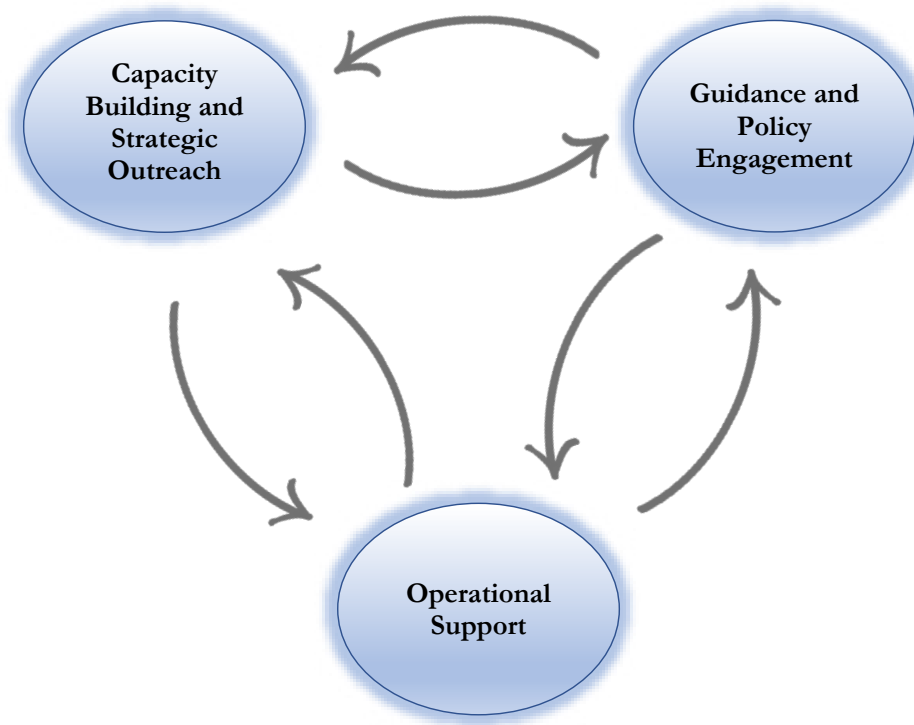 Capacity
Building and
Strategic
Outreach
Guidance and
Policy
Engagement
Operational
Support